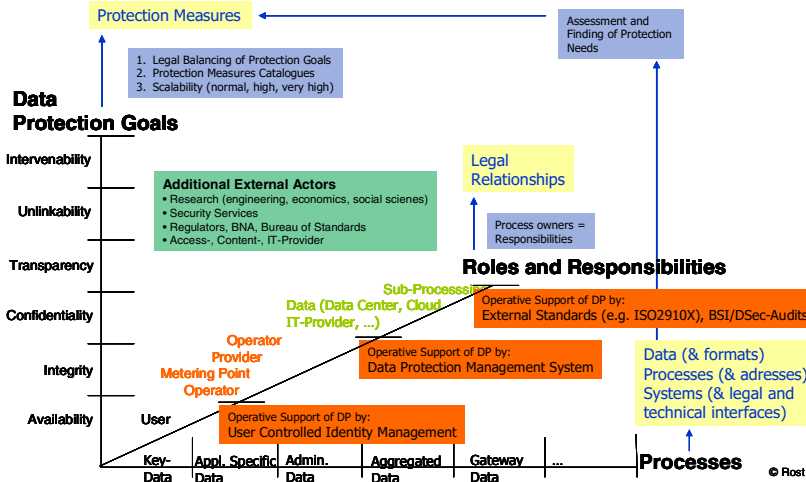 Protection Measures
Assessment and
Finding of Protection
Needs
1. Legal Balancing of Protection Goals
2. Protection Measures Catalogues
3. Scalability (normal, high, very high)
Data
Protection Goals
Intervenability
Unlinkability
Transparency
Confidentiality
Integrity
Availability
Additional External Actors
• Research (engineering, economics, social scienes)
• Security Services
• Regulators, BNA, Bureau of Standards
• Access-, Content-, IT-Provider
Legal
Relationships
Process owners =
Responsibilities
Roles and Responsibilities
Sub-Processsing
Data (Data Center, Cloud
IT-Provider, ...)
Operative Support of DP by:
External Standards (e.g. ISO2910X), BSI/DSec-Audits
Operator
Provider
Metering Point
Operator
Operative Support of DP by:
Data Protection Management System
User
Operative Support of DP by:
User Controlled Identity Management
Data (& formats)
Processes (& adresses)
Systems (& legal and
technical interfaces)
Key-
Data
Appl. Specific
Data
Admin.
Data
Aggregated
Data
Gateway
Data
...
Processes
© Rost